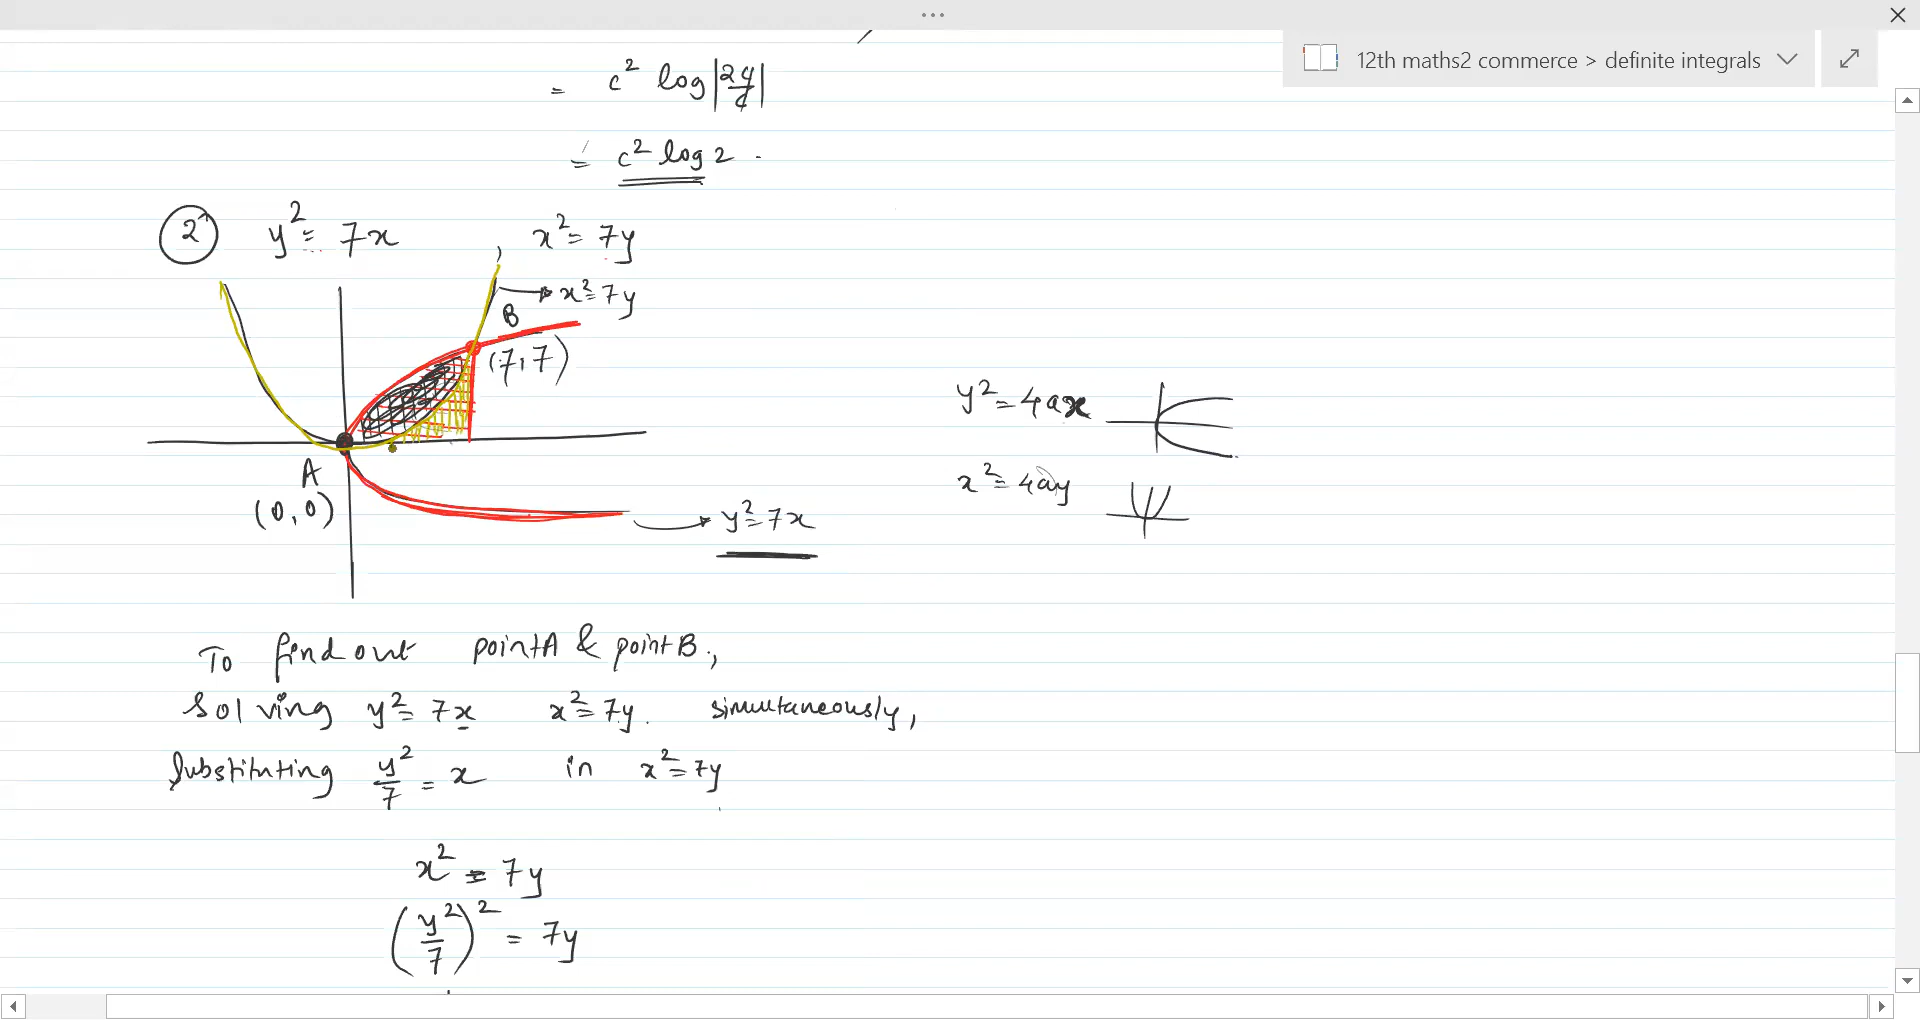 12th maths2 commerce > definite integrals
= c² log |2c/c|
= c² log 2
2 y² = 7x , x² = 7y
x² = 7y
B
(7,7)
A
(0,0)
y² = 7x
y² = 4ax
x² = 4ay
To find out point A & point B,
Solving y² = 7x x² = 7y. simultaneously,
Substituting y²/7 = x in x² = 7y
x² = 7y
(y²/7)² = 7y